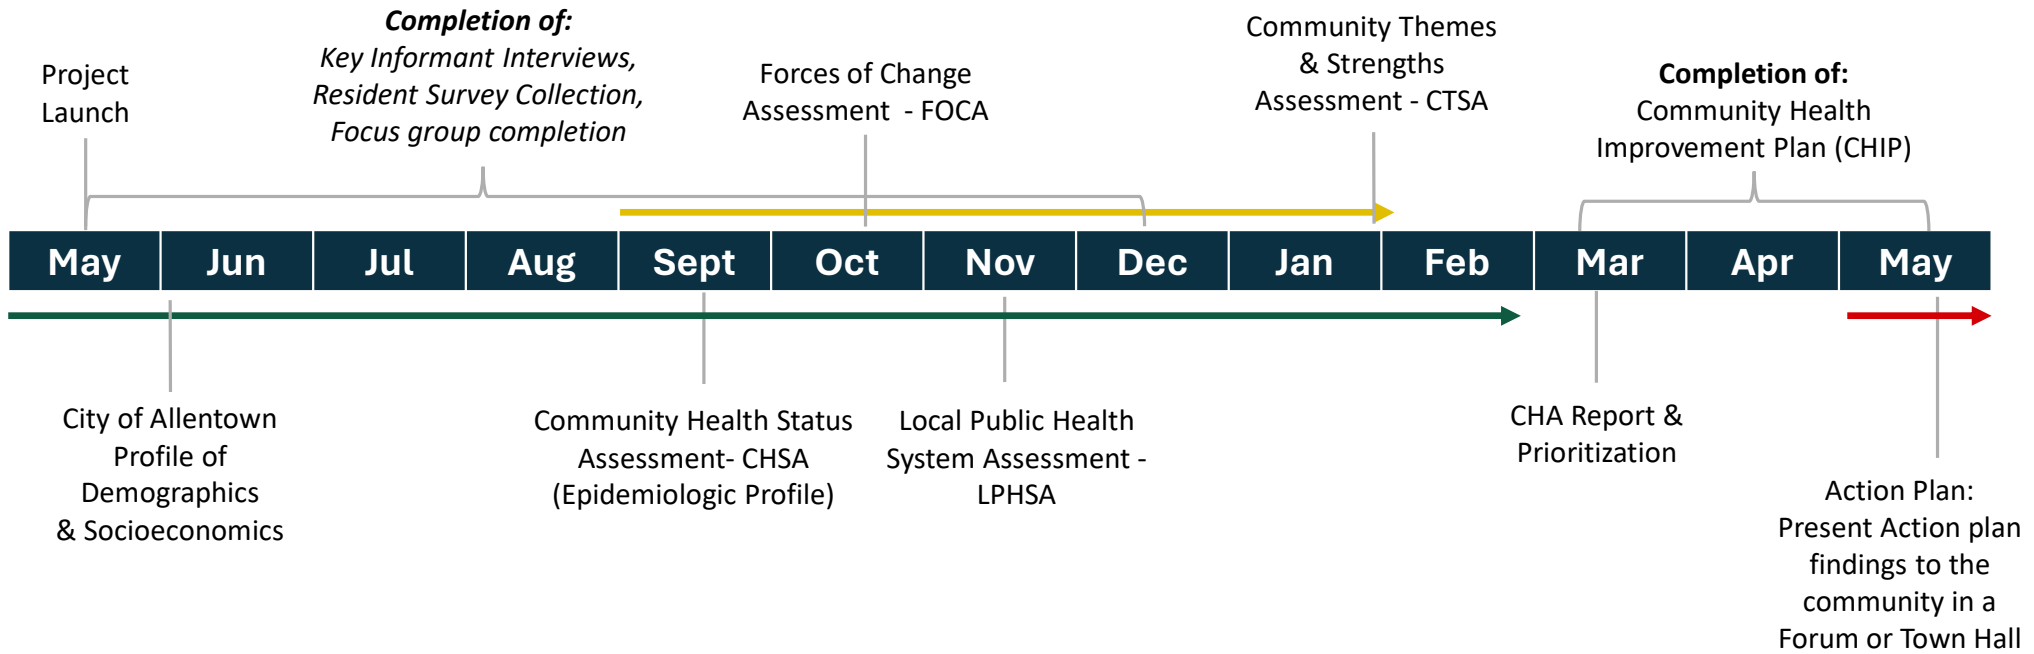 Project
Launch
Completion of:
Key Informant Interviews,
Resident Survey Collection,
Focus group completion
Forces of Change
Assessment  - FOCA
Community Themes
& Strengths
Assessment - CTSA
Completion of:
Community Health
Improvement Plan (CHIP)
May
Jun
Jul
Aug
Sept
Oct
Nov
Dec
Jan
Feb
Mar
Apr
May
City of Allentown
Profile of
Demographics
& Socioeconomics
Community Health Status
Assessment- CHSA
(Epidemiologic Profile)
Local Public Health
System Assessment -
LPHSA
CHA Report &
Prioritization
Action Plan:
Present Action plan
findings to the
community in a
Forum or Town Hall